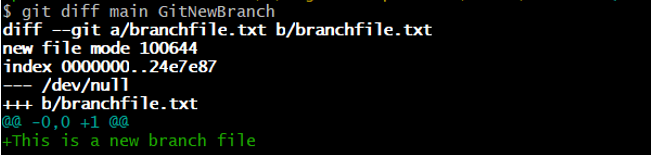 $ git diff main GitNewBranch
diff --git a/branchfile.txt b/branchfile.txt
new file mode 100644
index 0000000..24e7e87
--- /dev/null
+++ b/branchfile.txt
@@ -0,0 +1 @@
+This is a new branch file